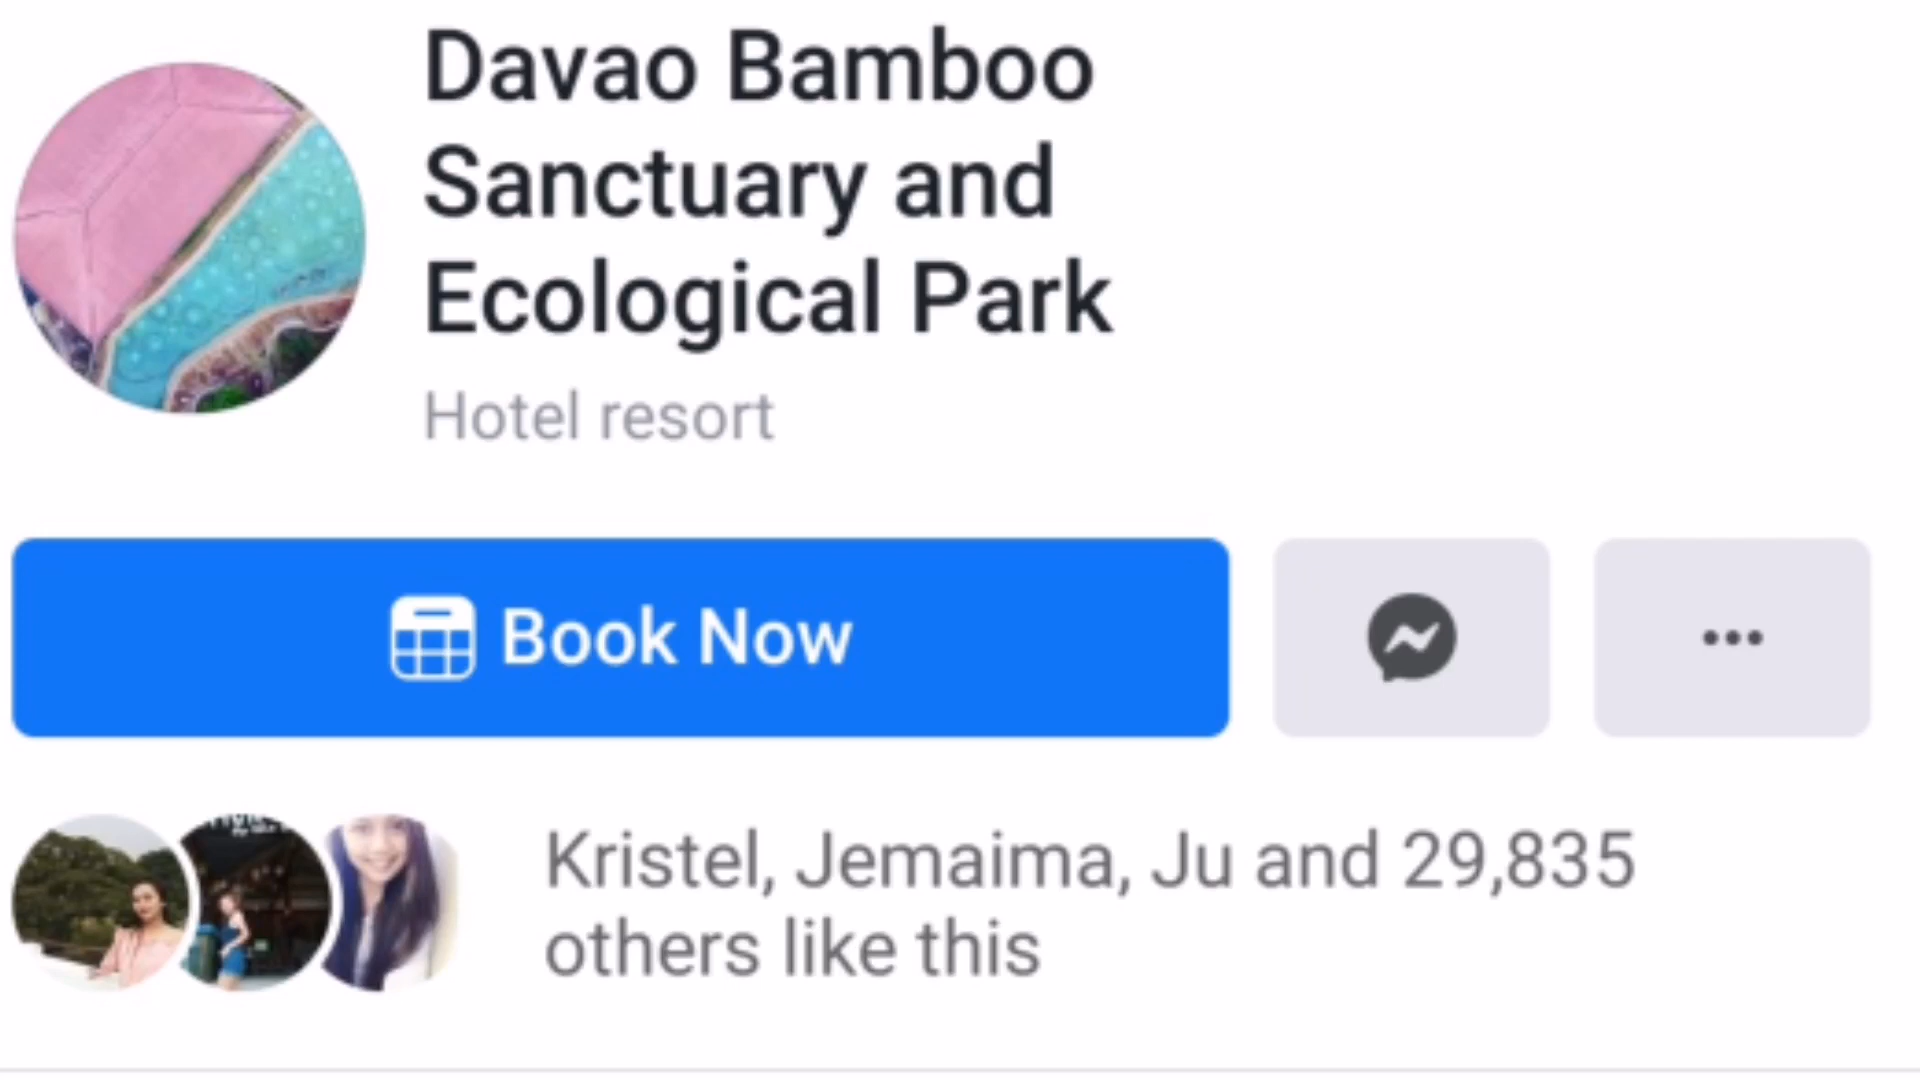 Davao Bamboo
Sanctuary and
Ecological Park
Hotel resort
Book Now
Kristel, Jemaima, Ju and 29,835
others like this